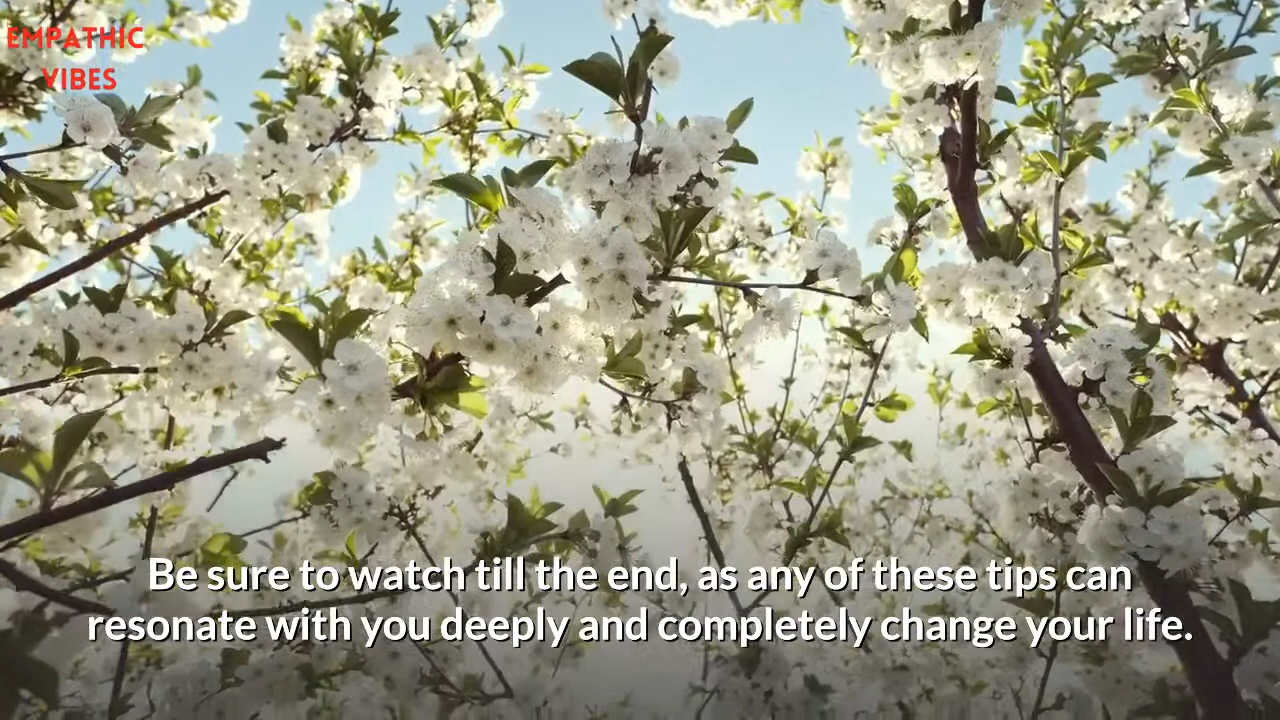 EMPATHIC
VIBES
Be sure to watch till the end, as any of these tips can
resonate with you deeply and completely change your life.